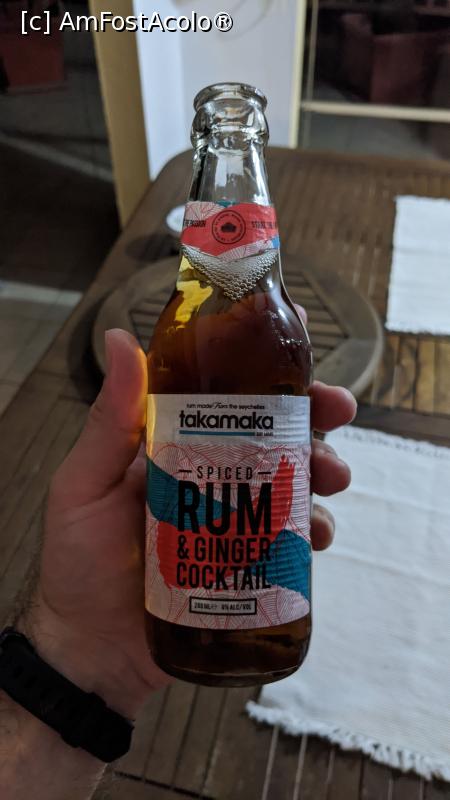 [c] AmFostAcolo®
rum made from the seychelles
takamaka
SPICED
RUM
& GINGER
COCKTAIL